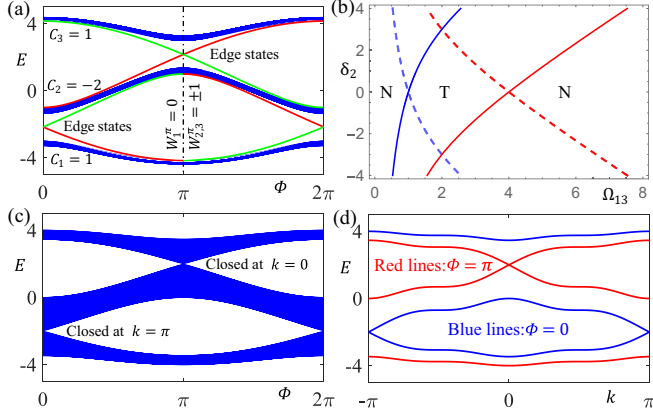 (a)
4
C₃ = 1
E
Edge states
0
C₂ = −2
W₁^π = 0
W₂,₃^π = ±1
Edge states
C₁ = 1
-4
0
π
Φ
2π
(b)
4
2
δ₂
N
T
N
0
-2
-4
0
2
4
6
Ω₁₃
8
(c)
4
E
Closed at k = 0
0
Closed at k = π
-4
0
π
Φ
2π
(d)
4
E
Red lines:Φ = π
0
Blue lines:Φ = 0
-4
-π
0
k
π